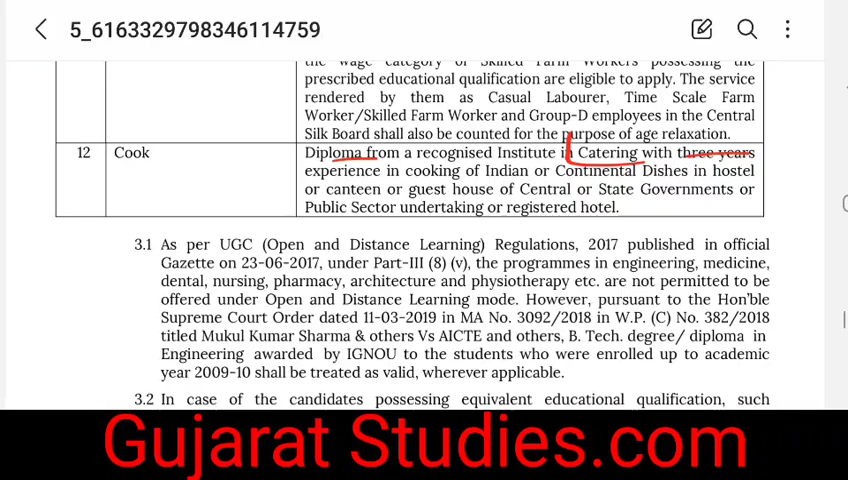 5_6163329798346114759
the wage category of Skilled Farm Workers possessing the
prescribed educational qualification are eligible to apply. The service
rendered by them as Casual Labourer, Time Scale Farm
Worker/Skilled Farm Worker and Group-D employees in the Central
Silk Board shall also be counted for the purpose of age relaxation.
12 Cook Diploma from a recognised Institute in Catering with three years
experience in cooking of Indian or Continental Dishes in hostel
or canteen or guest house of Central or State Governments or
Public Sector undertaking or registered hotel.
3.1 As per UGC (Open and Distance Learning) Regulations, 2017 published in official
Gazette on 23-06-2017, under Part-III (8) (v), the programmes in engineering, medicine,
dental, nursing, pharmacy, architecture and physiotherapy etc. are not permitted to be
offered under Open and Distance Learning mode. However, pursuant to the Hon'ble
Supreme Court Order dated 11-03-2019 in MA No. 3092/2018 in W.P. (C) No. 382/2018
titled Mukul Kumar Sharma & others Vs AICTE and others, B. Tech. degree/ diploma in
Engineering awarded by IGNOU to the students who were enrolled up to academic
year 2009-10 shall be treated as valid, wherever applicable.
3.2 In case of the candidates possessing equivalent educational qualification, such
Gujarat Studies.com